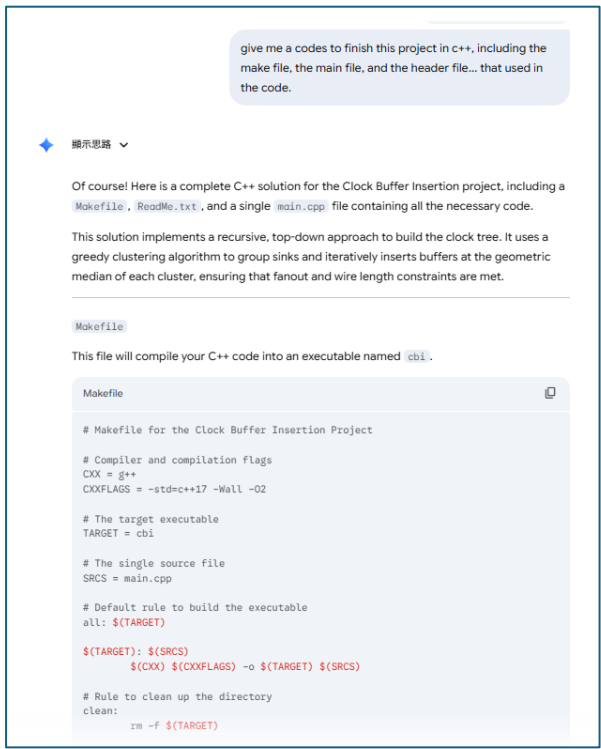 give me a codes to finish this project in c++, including the
make file, the main file, and the header file... that used in
the code.
顯示思路
Of course! Here is a complete C++ solution for the Clock Buffer Insertion project, including a
Makefile, ReadMe.txt, and a single main.cpp file containing all the necessary code.
This solution implements a recursive, top-down approach to build the clock tree. It uses a
greedy clustering algorithm to group sinks and iteratively inserts buffers at the geometric
median of each cluster, ensuring that fanout and wire length constraints are met.
Makefile
This file will compile your C++ code into an executable named cbi.
Makefile
# Makefile for the Clock Buffer Insertion Project
# Compiler and compilation flags
CXX = g++
CXXFLAGS = -std=c++17 -Wall -O2
# The target executable
TARGET = cbi
# The single source file
SRCS = main.cpp
# Default rule to build the executable
all: $(TARGET)
$(TARGET): $(SRCS)
$(CXX) $(CXXFLAGS) -o $(TARGET) $(SRCS)
# Rule to clean up the directory
clean:
rm -f $(TARGET)